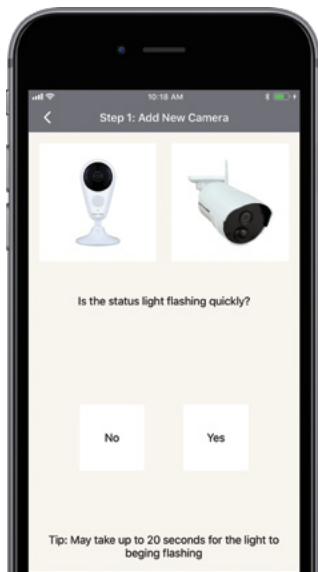 10:18 AM
Step 1: Add New Camera
Is the status light flashing quickly?
No
Yes
Tip: May take up to 20 seconds for the light to
beging flashing